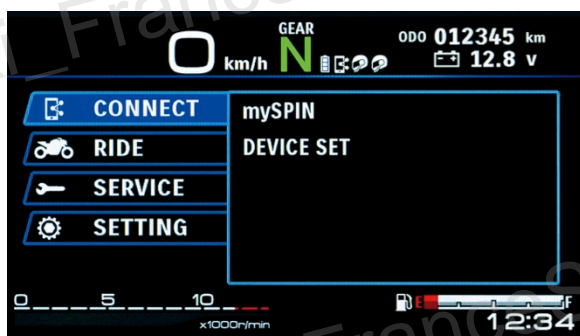 GEAR
0 km/h N
ODO 012345 km
12.8 V
CONNECT
RIDE
SERVICE
SETTING
mySPIN
DEVICE SET
0 5 10
x1000r/min
E F
12:34